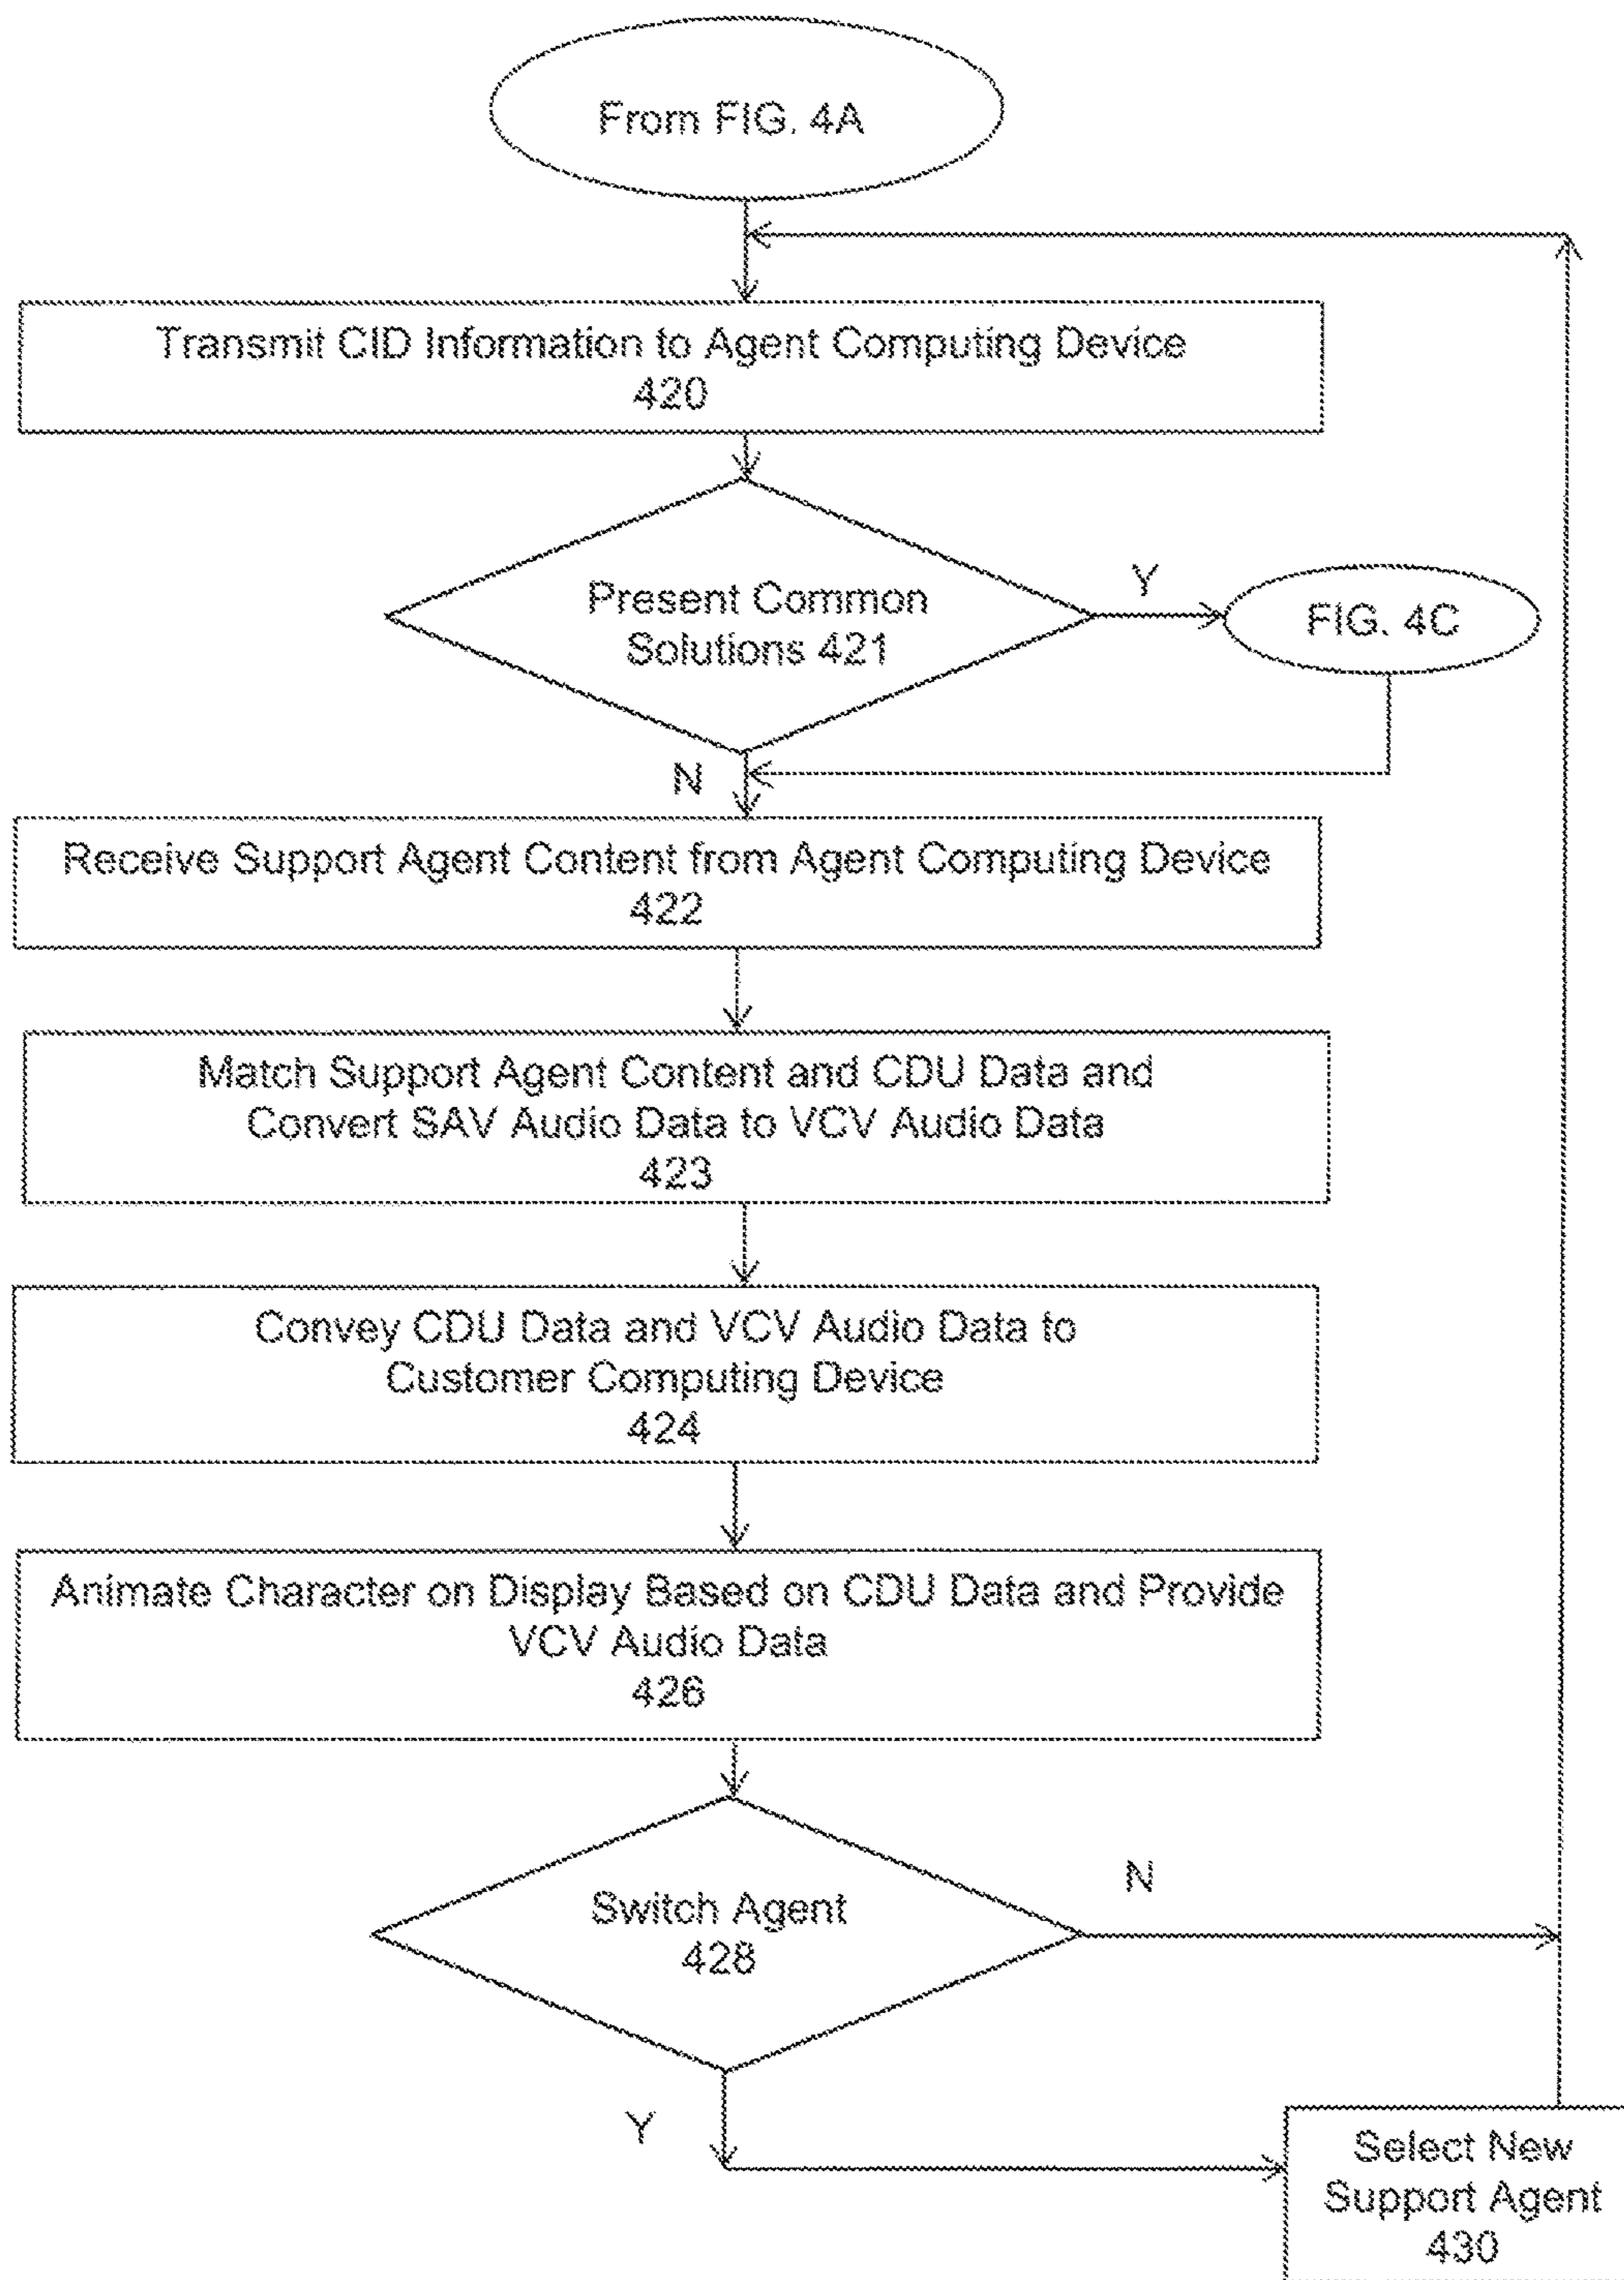 From FIG. 4A
Transmit CID Information to Agent Computing Device
420
Present Common
Solutions 421
Y
FIG. 4C
N
Receive Support Agent Content from Agent Computing Device
422
Match Support Agent Content and CDU Data and
Convert SAV Audio Data to VCV Audio Data
423
Convey CDU Data and VCV Audio Data to
Customer Computing Device
424
Animate Character on Display Based on CDU Data and Provide
VCV Audio Data
426
Switch Agent
428
N
Y
Select New
Support Agent
430